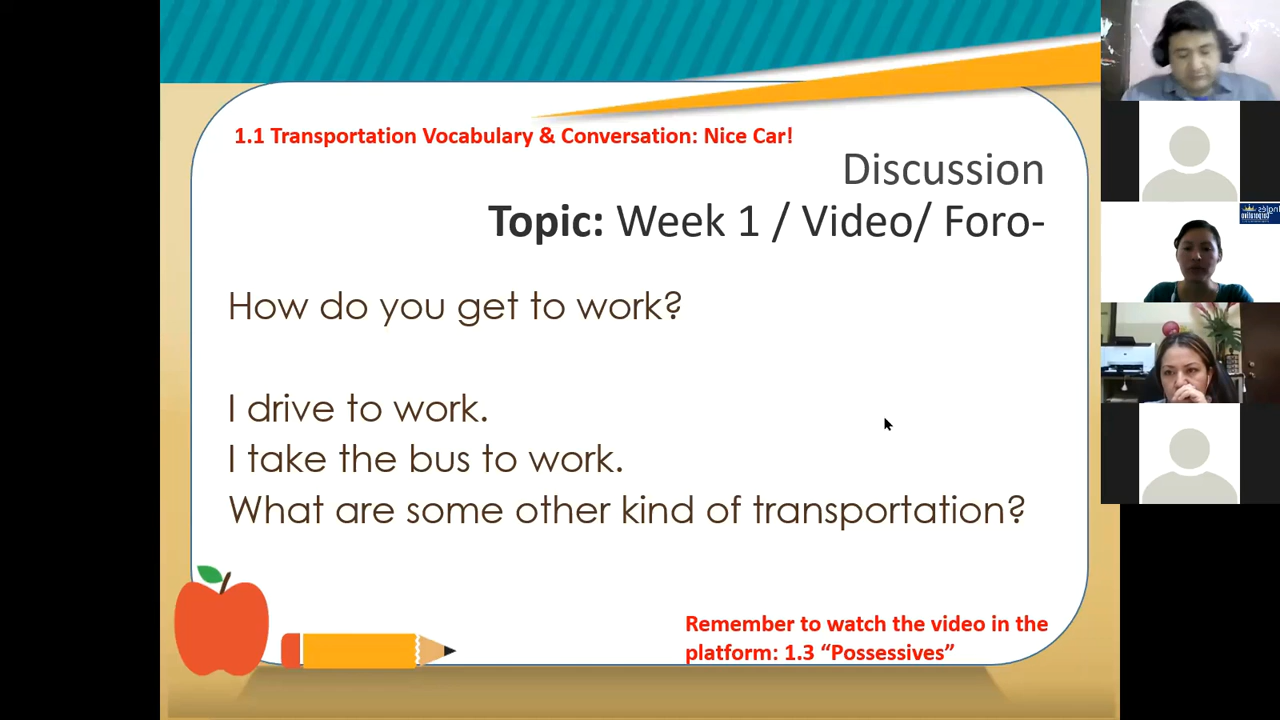 1.1 Transportation Vocabulary & Conversation: Nice Car!
Discussion
Topic: Week 1 / Video/ Foro-
How do you get to work?
I drive to work.
I take the bus to work.
What are some other kind of transportation?
Remember to watch the video in the
platform: 1.3 “Possessives”